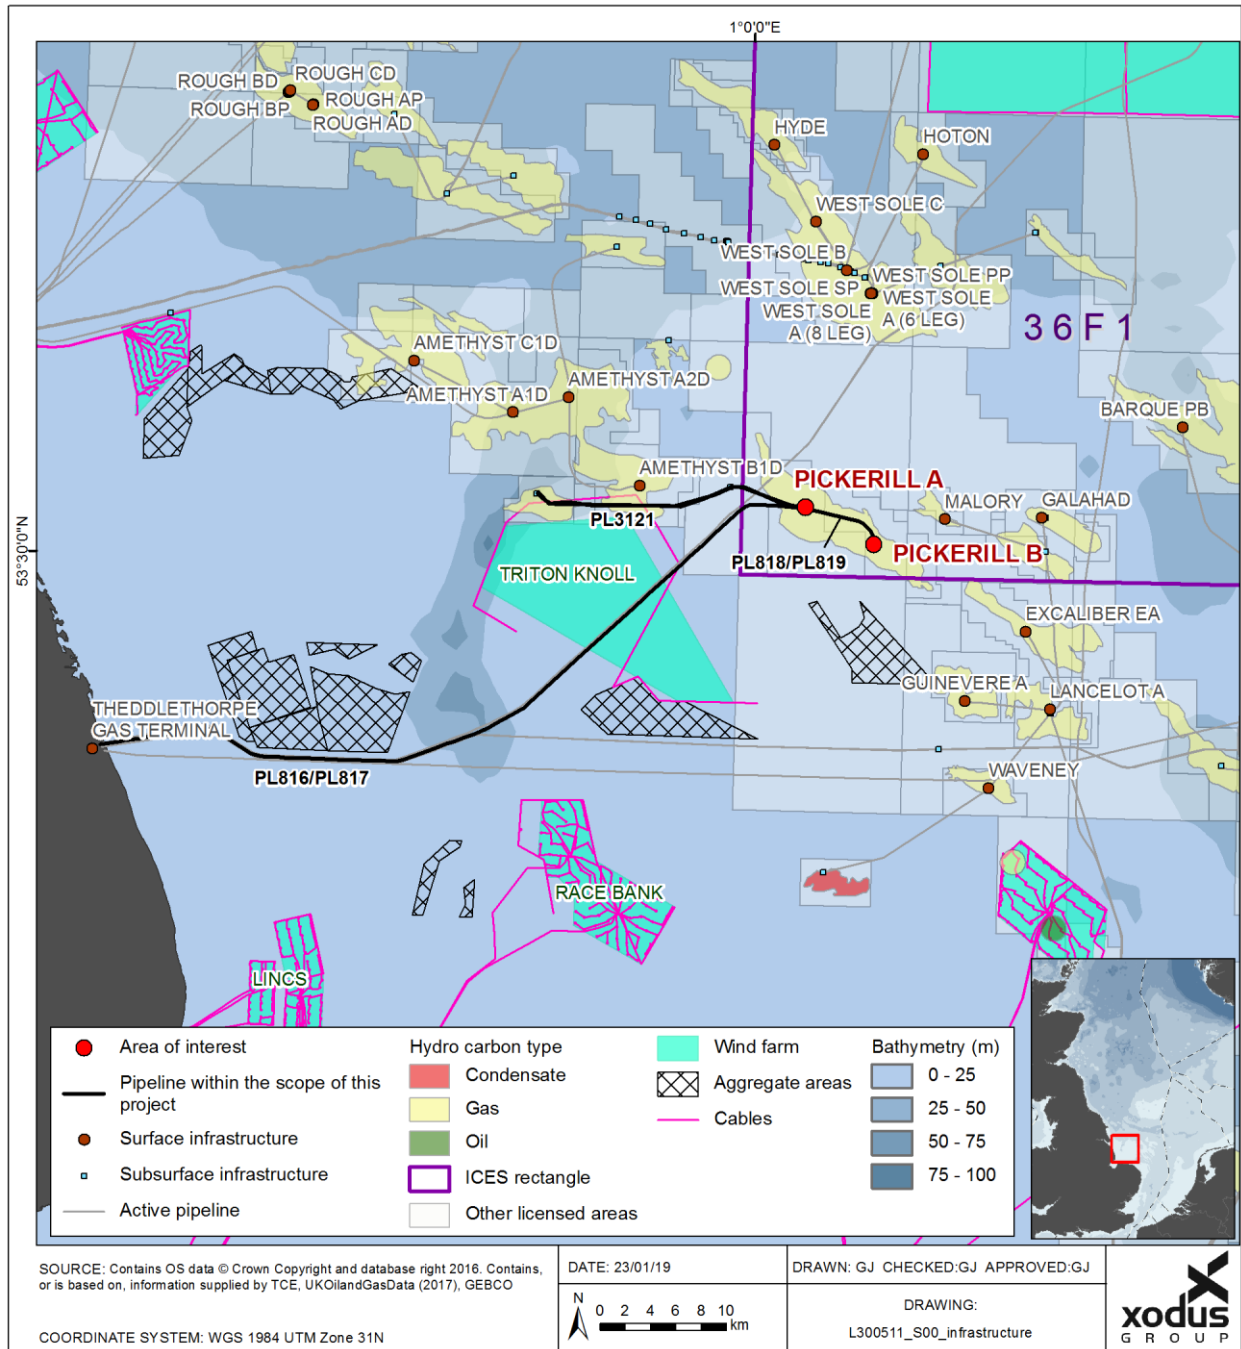 1°0'0"E
ROUGH BD
ROUGH CD
ROUGH BP
ROUGH AP
ROUGH AD
HYDE
HOTON
WEST SOLE C
WEST SOLE B
WEST SOLE PP
WEST SOLE SP
WEST SOLE
A (6 LEG)
WEST SOLE
A (8 LEG)
36F1
AMETHYST C1D
AMETHYST A1D
AMETHYST A2D
BARQUE PB
AMETHYST B1D
PICKERILL A
MALORY
GALAHAD
PL3121
53°30'0"N
PL818/PL819
PICKERILL B
TRITON KNOLL
EXCALIBER EA
GUINEVERE A
LANCELOT A
THEDDLETHORPE
GAS TERMINAL
PL816/PL817
WAVENEY
RACE BANK
LINCS
Area of interest
Pipeline within the scope of this
project
Surface infrastructure
Subsurface infrastructure
Active pipeline
Hydro carbon type
Condensate
Gas
Oil
ICES rectangle
Other licensed areas
Wind farm
Aggregate areas
Cables
Bathymetry (m)
0 - 25
25 - 50
50 - 75
75 - 100
SOURCE: Contains OS data © Crown Copyright and database right 2016. Contains,
or is based on, information supplied by TCE, UKOilandGasData (2017), GEBCO
COORDINATE SYSTEM: WGS 1984 UTM Zone 31N
DATE: 23/01/19
N
0 2 4 6 8 10
km
DRAWN: GJ CHECKED:GJ APPROVED:GJ
DRAWING:
L300511_S00_infrastructure
xodus
GROUP